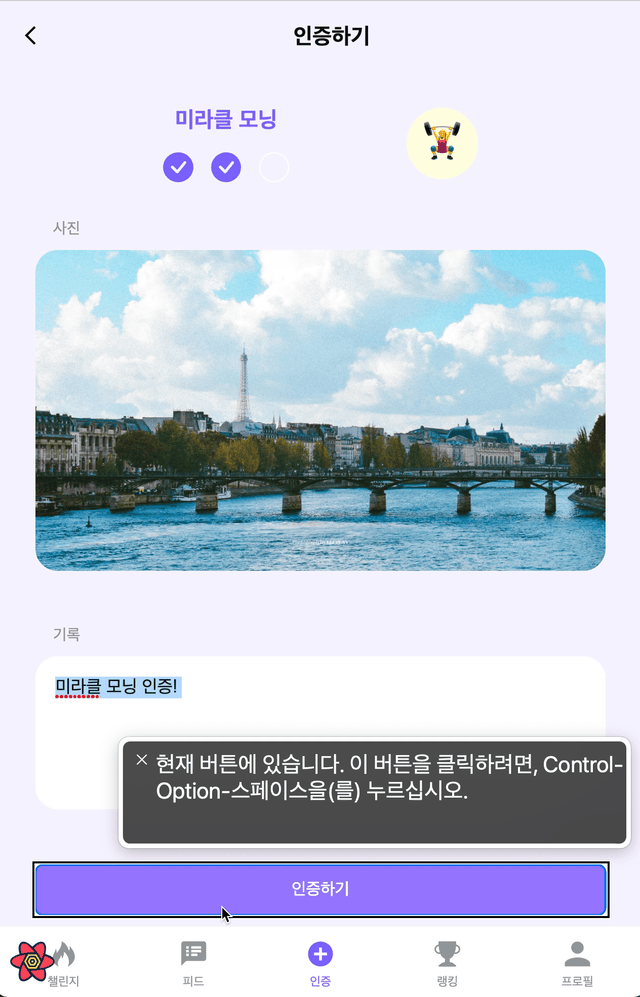 인증하기
미라클 모닝
사진
기록
미라클 모닝 인증!
현재 버튼에 있습니다. 이 버튼을 클릭하려면, Control-
Option-스페이스을(를) 누르십시오.
인증하기
챌린지
피드
인증
랭킹
프로필